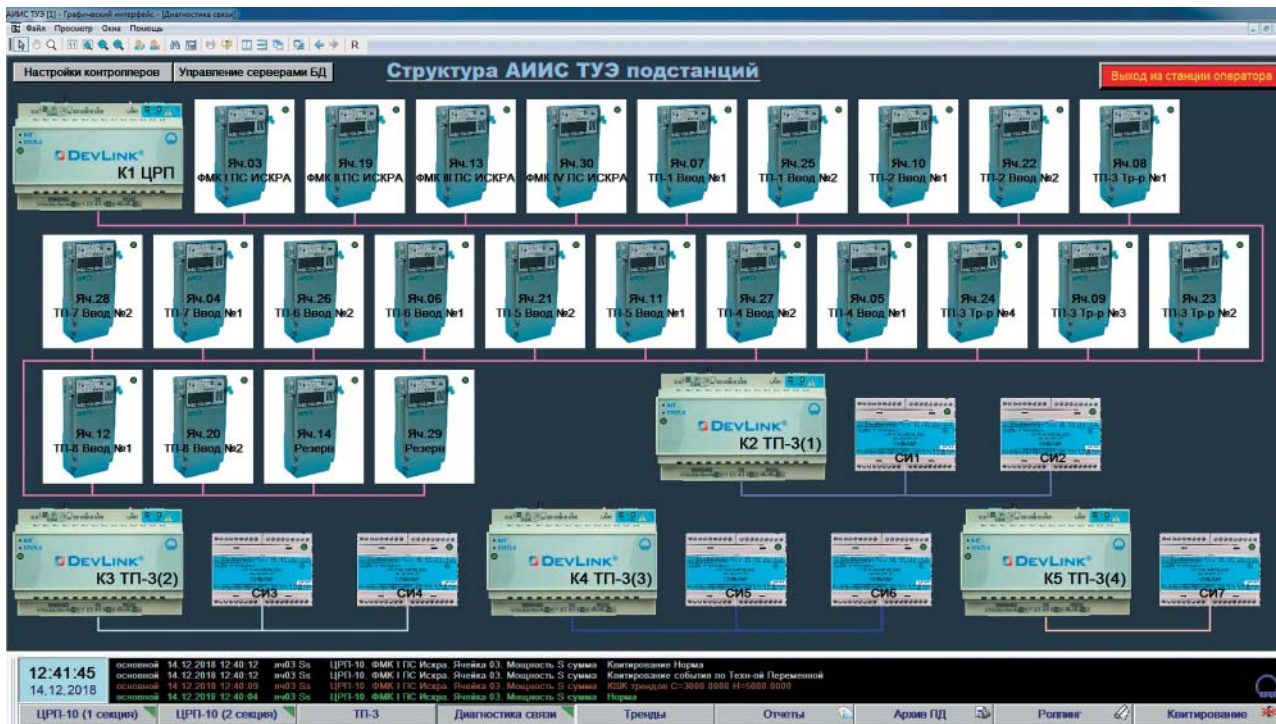 АИИС ТУЭ [1] - Графический интерфейс - [Диагностика связи]
Файл Просмотр Окна Помощь
R
Настройки контроллеров Управление серверами БД Структура АИИС ТУЭ подстанций Выход из станции оператора
DEVLINK®
К1 ЦРП
Яч.03 Яч.19 Яч.13 Яч.30 Яч.07 Яч.25 Яч.10 Яч.22 Яч.08
ФМК I ПС ИСКРА ФМК II ПС ИСКРА ФМК III ПС ИСКРА ФМК IV ПС ИСКРА ТП-1 Ввод №1 ТП-1 Ввод №2 ТП-2 Ввод №1 ТП-2 Ввод №2 ТП-3 Тр-р №1
Яч.28 Яч.04 Яч.26 Яч.06 Яч.21 Яч.11 Яч.27 Яч.05 Яч.24 Яч.09 Яч.23
ТП-7 Ввод №2 ТП-7 Ввод №1 ТП-6 Ввод №2 ТП-6 Ввод №1 ТП-5 Ввод №2 ТП-5 Ввод №1 ТП-4 Ввод №2 ТП-4 Ввод №1 ТП-3 Тр-р №4 ТП-3 Тр-р №3 ТП-3 Тр-р №2
Яч.12 Яч.20 Яч.14 Яч.29
ТП-8 Ввод №1 ТП-8 Ввод №2 Резерв Резерв
DEVLINK®
К2 ТП-3(1) СИ1 СИ2
DEVLINK® DEVLINK® DEVLINK®
К3 ТП-3(2) СИ3 СИ4 К4 ТП-3(3) СИ5 СИ6 К5 ТП-3(4) СИ7
12:41:45
14.12.2018
основной 14.12.2018 12:40:12 яч03 Ss ЦРП-10. ФМК I ПС Искра. Ячейка 03. Мощность S сумма Квитирование Норма
основной 14.12.2018 12:40:12 яч03 Ss ЦРП-10. ФМК I ПС Искра. Ячейка 03. Мощность S сумма Квитирование события по Техн-ой Переменной
основной 14.12.2018 12:40:09 яч03 Ss ЦРП-10. ФМК I ПС Искра. Ячейка 03. Мощность S сумма КШК трендов С=3000.0000 Н=5000.0000
основной 14.12.2018 12:40:04 яч03 Ss ЦРП-10. ФМК I ПС Искра. Ячейка 03. Мощность S сумма Норма
ЦРП-10 (1 секция) ЦРП-10 (2 секция) ТП-3 Диагностика связи Тренды Отчеты Архив ПД Роллинг Квитирование